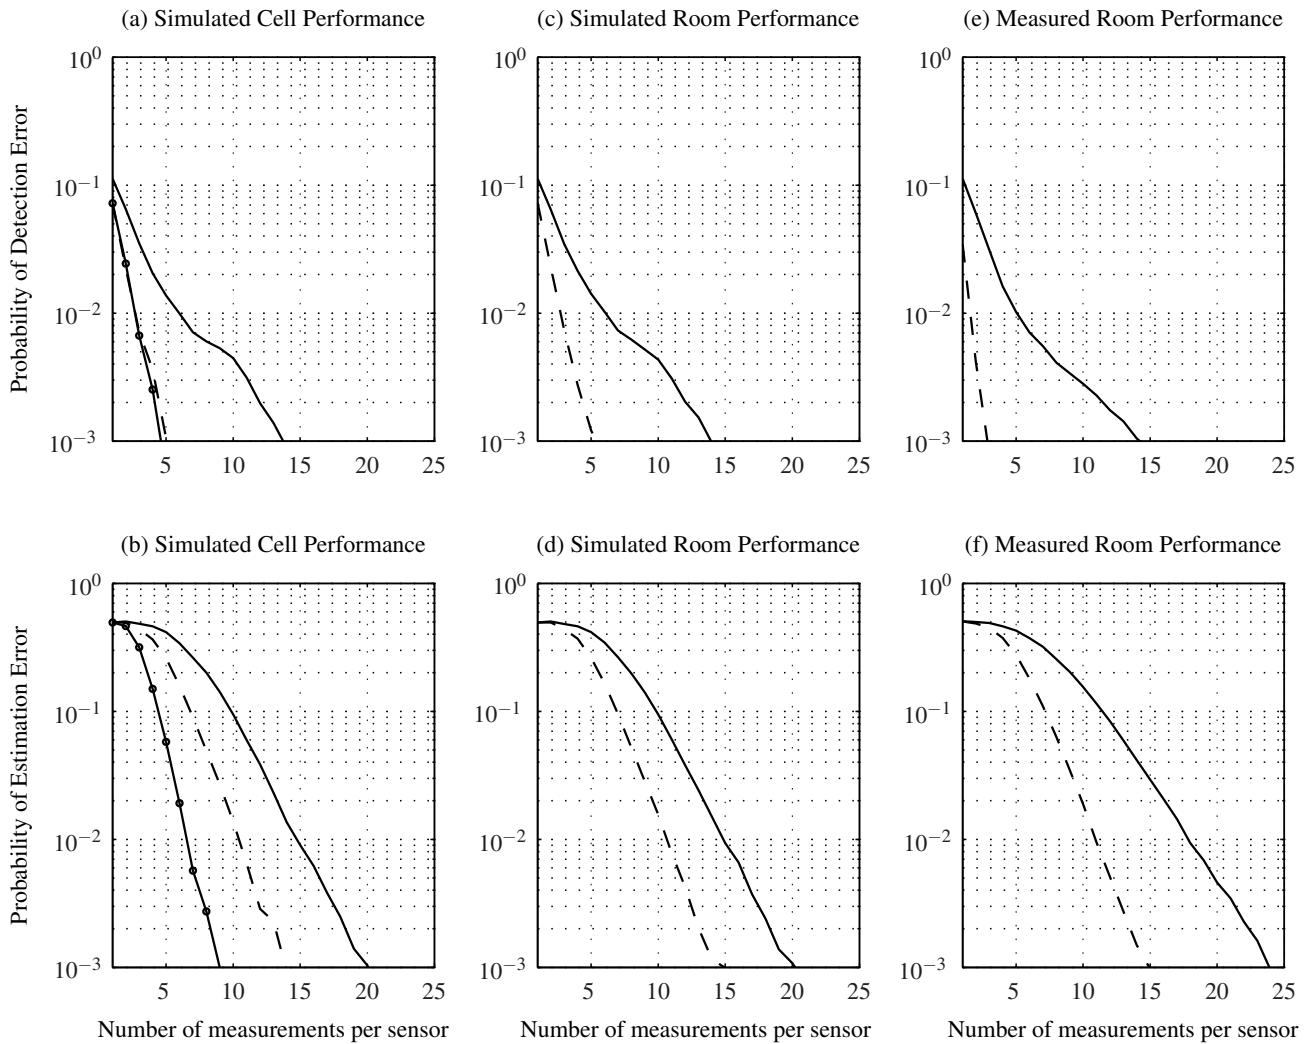 (a) Simulated Cell Performance
(c) Simulated Room Performance
(e) Measured Room Performance
Probability of Detection Error
10^0
10^−1
10^−2
10^−3
5 10 15 20 25
10^0
10^−1
10^−2
10^−3
5 10 15 20 25
10^0
10^−1
10^−2
10^−3
5 10 15 20 25
(b) Simulated Cell Performance
(d) Simulated Room Performance
(f) Measured Room Performance
Probability of Estimation Error
10^0
10^−1
10^−2
10^−3
5 10 15 20 25
10^0
10^−1
10^−2
10^−3
5 10 15 20 25
10^0
10^−1
10^−2
10^−3
5 10 15 20 25
Number of measurements per sensor
Number of measurements per sensor
Number of measurements per sensor